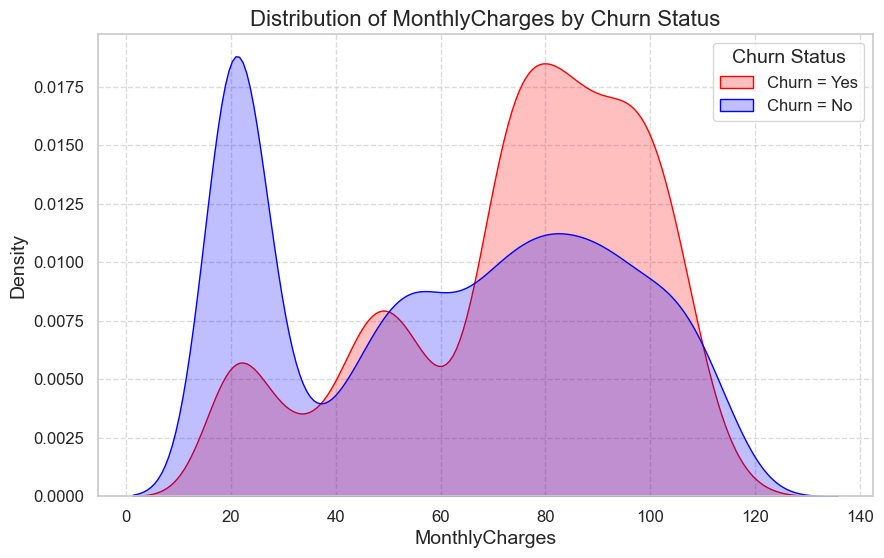 Distribution of MonthlyCharges by Churn Status
Churn Status
Churn = Yes
Churn = No
Density
0.0175
0.0150
0.0125
0.0100
0.0075
0.0050
0.0025
0.0000
0 20 40 60 80 100 120 140
MonthlyCharges